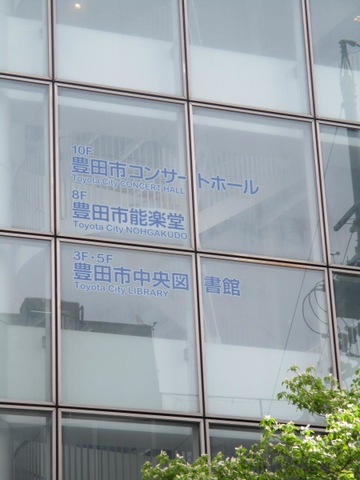 10F
豊田市コンサートホール
Toyota City CONCERT HALL
8F
豊田市能楽堂
Toyota City NOHGAKUDO
3F・5F
豊田市中央図書館
Toyota City LIBRARY